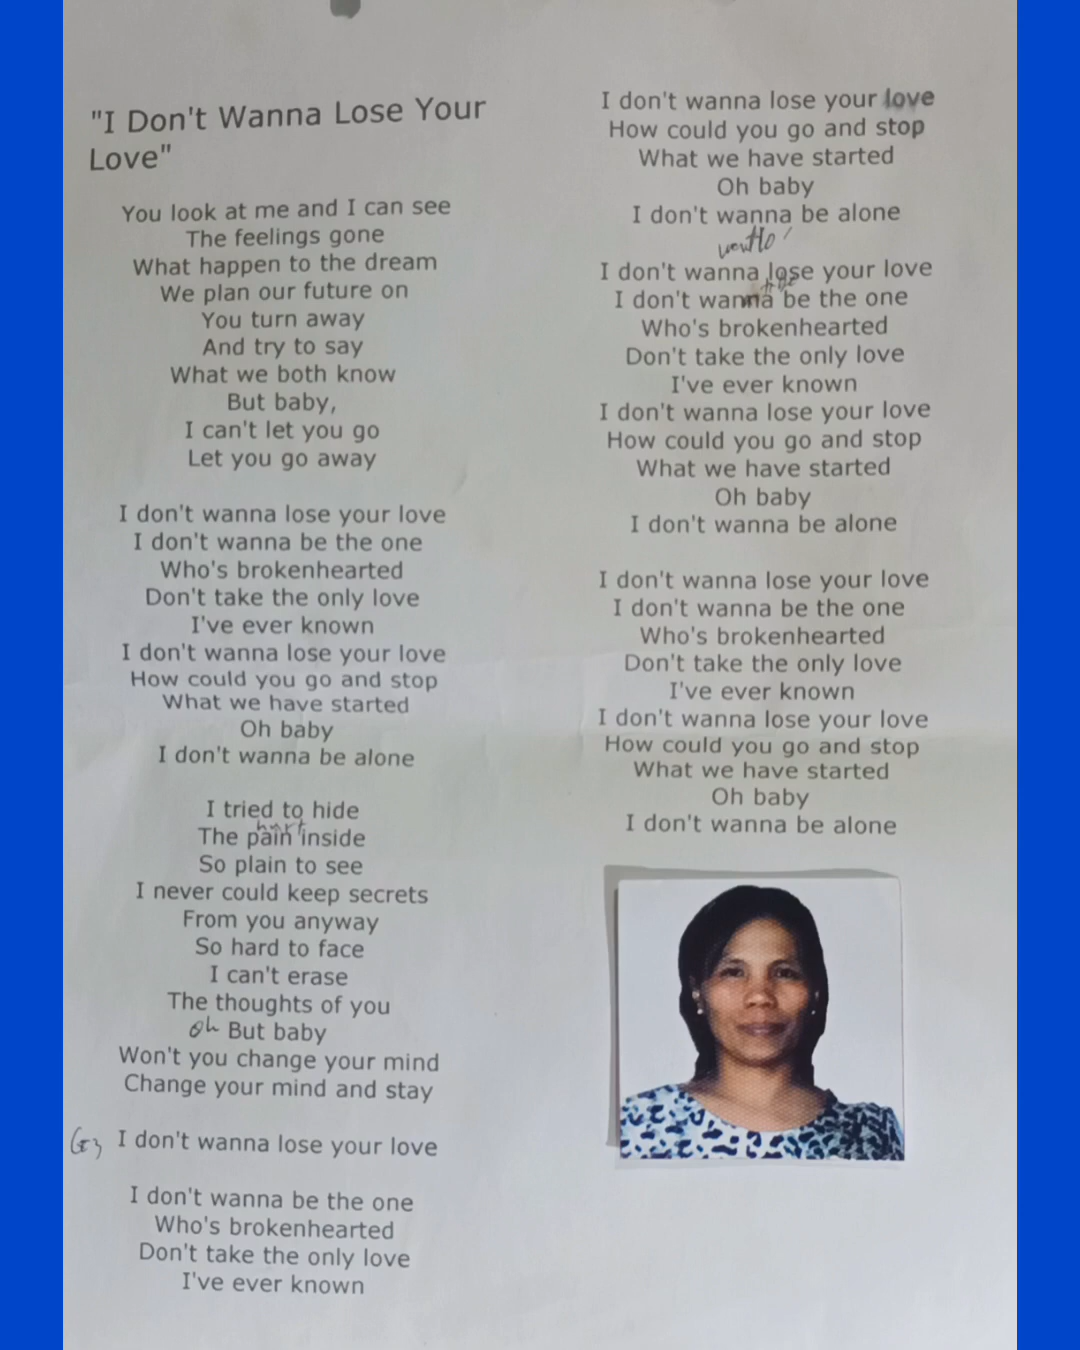 "I Don't Wanna Lose Your
Love"
You look at me and I can see
The feelings gone
What happen to the dream
We plan our future on
You turn away
And try to say
What we both know
But baby,
I can't let you go
Let you go away
I don't wanna lose your love
I don't wanna be the one
Who's brokenhearted
Don't take the only love
I've ever known
I don't wanna lose your love
How could you go and stop
What we have started
Oh baby
I don't wanna be alone
I tried to hide
hart
The pain inside
So plain to see
I never could keep secrets
From you anyway
So hard to face
I can't erase
The thoughts of you
Oh But baby
Won't you change your mind
Change your mind and stay
I don't wanna lose your love
I don't wanna be the one
Who's brokenhearted
Don't take the only love
I've ever known
I don't wanna lose your love
How could you go and stop
What we have started
Oh baby
I don't wanna be alone
I don't wanna lose your love
I don't wanna be the one
Who's brokenhearted
Don't take the only love
I've ever known
I don't wanna lose your love
How could you go and stop
What we have started
Oh baby
I don't wanna be alone
I don't wanna lose your love
I don't wanna be the one
Who's brokenhearted
Don't take the only love
I've ever known
I don't wanna lose your love
How could you go and stop
What we have started
Oh baby
I don't wanna be alone